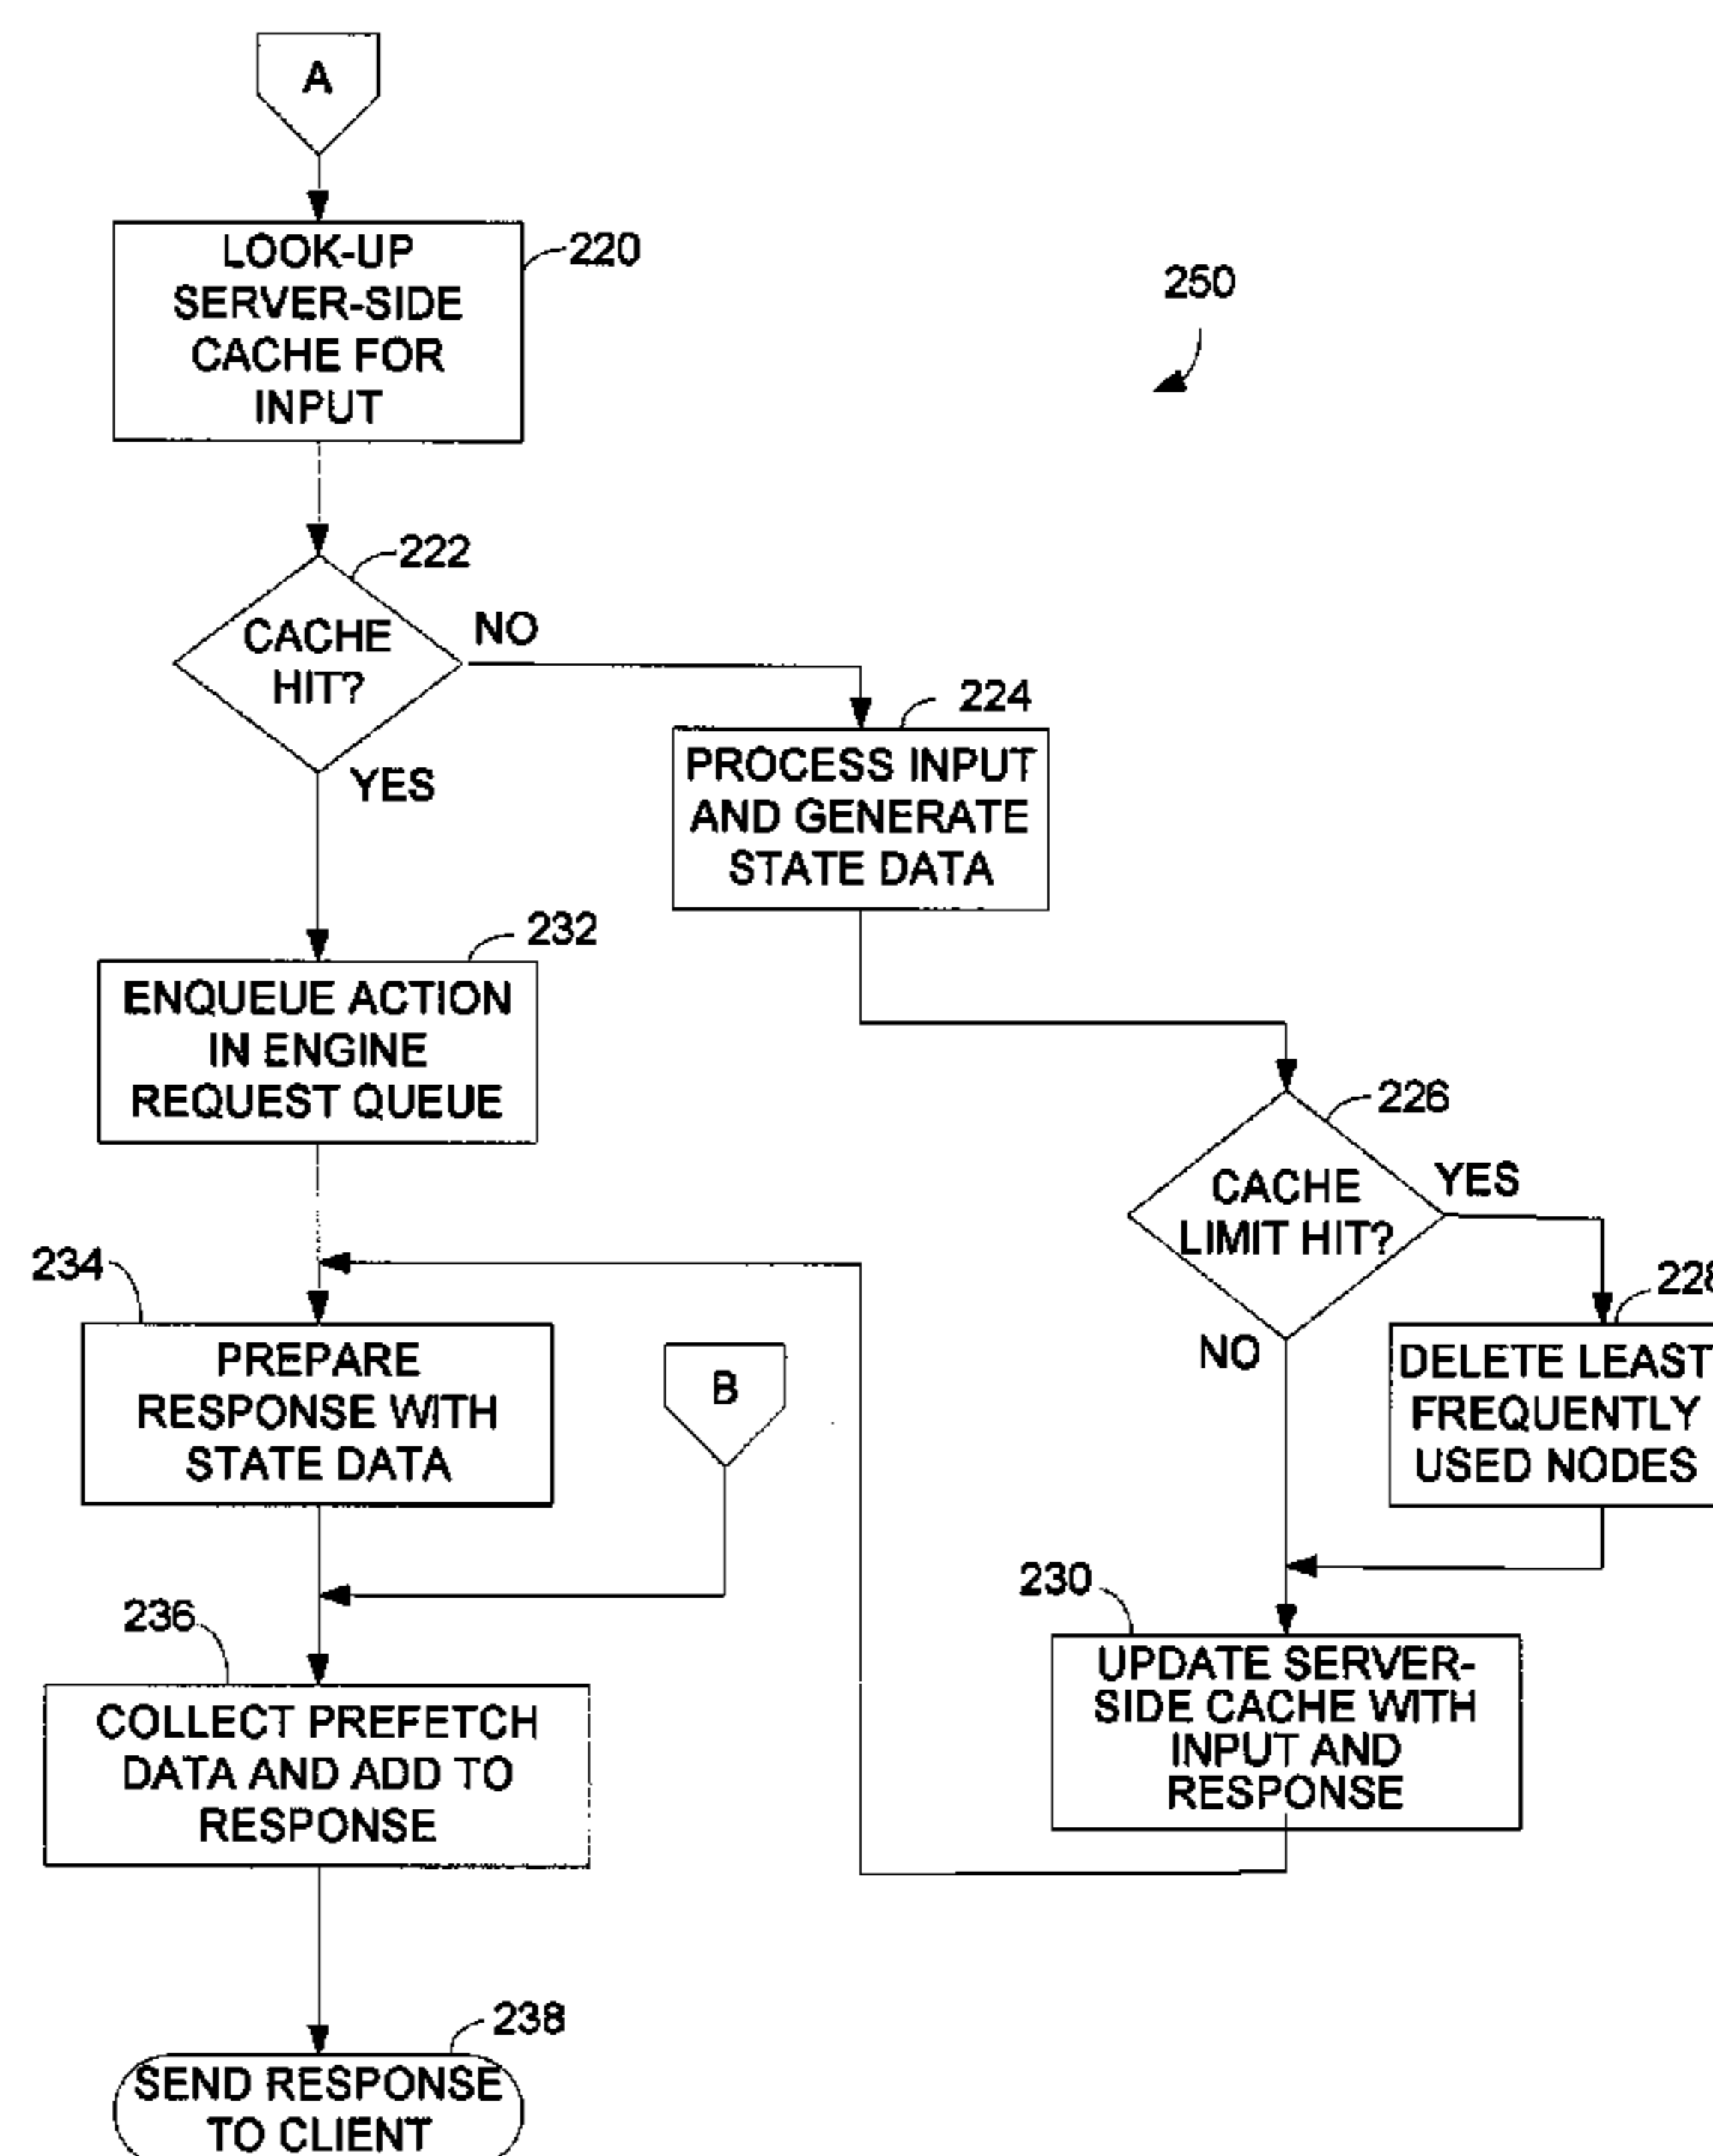 A
LOOK-UP
SERVER-SIDE
CACHE FOR
INPUT
220
250
222
CACHE
HIT?
NO
YES
224
PROCESS INPUT
AND GENERATE
STATE DATA
232
ENQUEUE ACTION
IN ENGINE
REQUEST QUEUE
226
CACHE
LIMIT HIT?
YES
NO
228
DELETE LEAST
FREQUENTLY
USED NODES
234
PREPARE
RESPONSE WITH
STATE DATA
B
230
UPDATE SERVER-
SIDE CACHE WITH
INPUT AND
RESPONSE
236
COLLECT PREFETCH
DATA AND ADD TO
RESPONSE
238
SEND RESPONSE
TO CLIENT